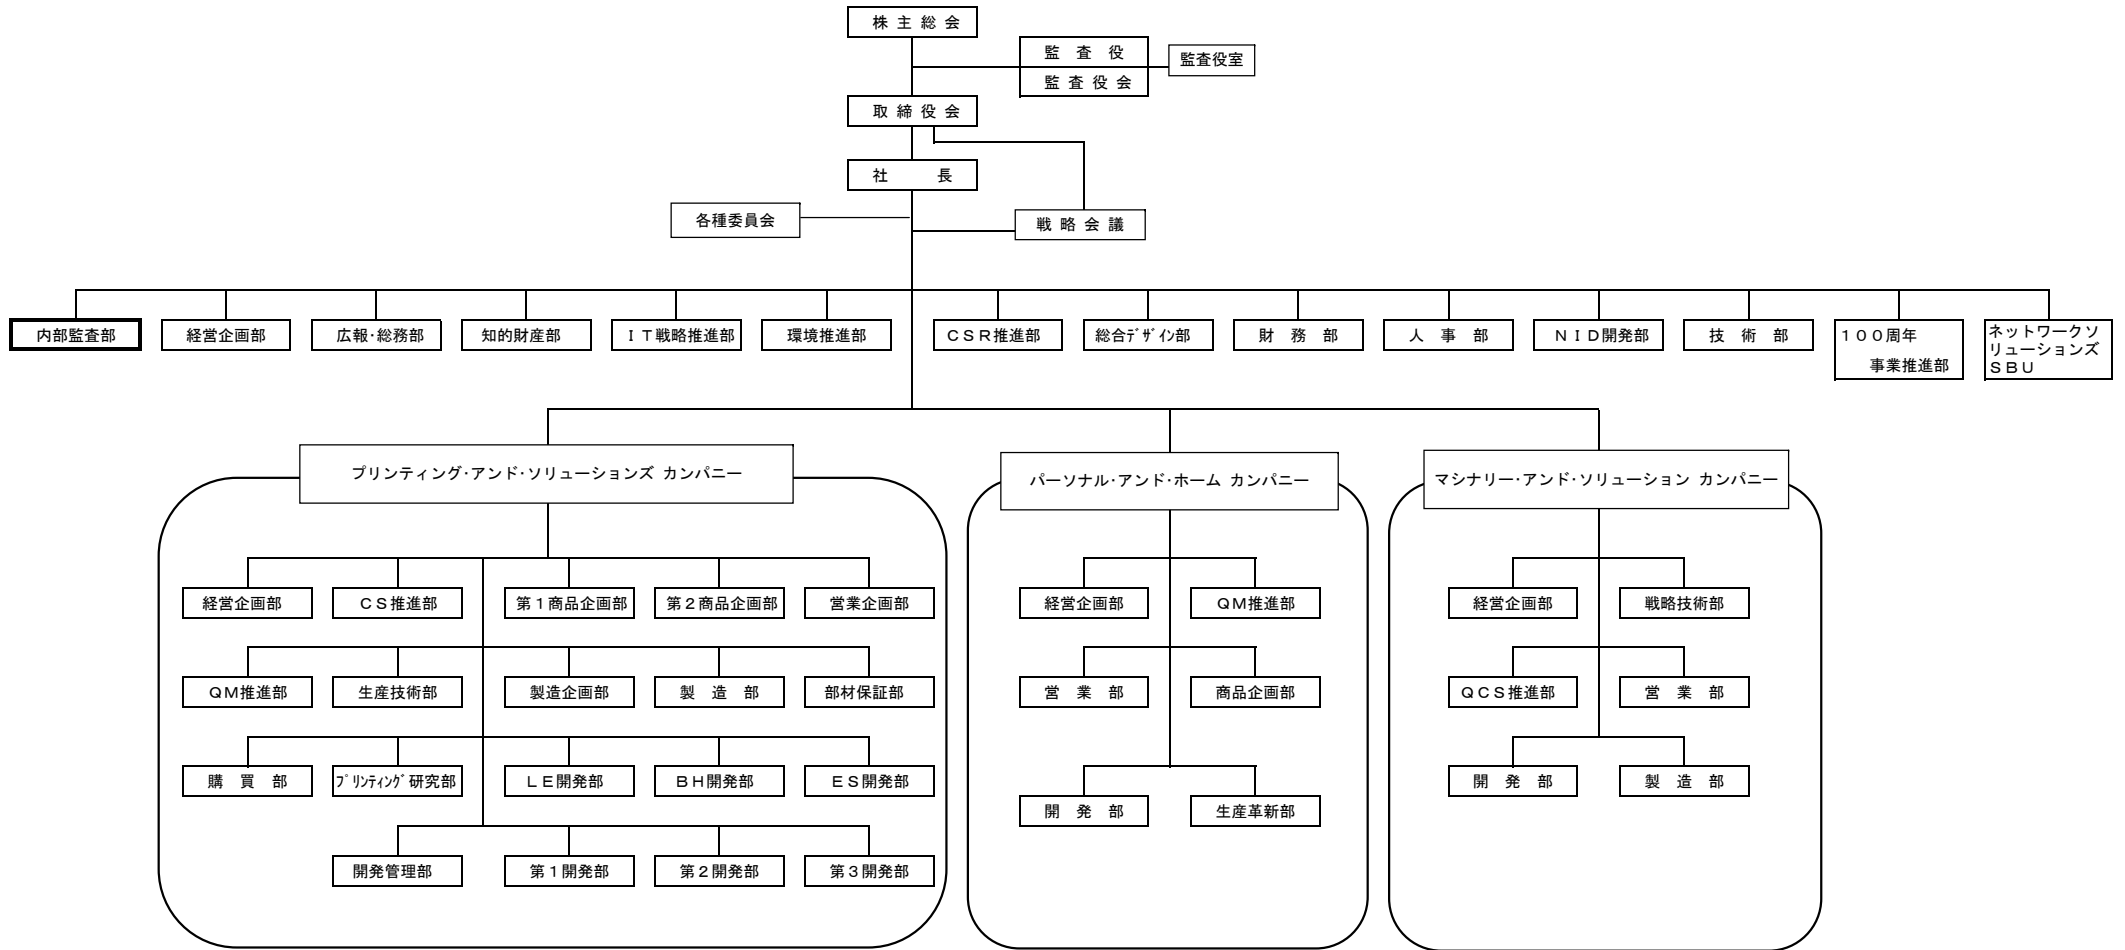 株 主 総 会
監 査 役
監査役室
監 査 役 会
取 締 役 会
社 長
各種委員会
戦 略 会 議
内部監査部
経営企画部
広報・総務部
知的財産部
ＩＴ戦略推進部
環境推進部
ＣＳＲ推進部
総合ﾃﾞｻﾞｲﾝ部
財 務 部
人 事 部
ＮＩＤ開発部
技 術 部
１００周年
事業推進部
ネットワークソ
リューションズ
ＳＢＵ
プリンティング・アンド・ソリューションズ カンパニー
パーソナル・アンド・ホーム カンパニー
マシナリー・アンド・ソリューション カンパニー
経営企画部
ＣＳ推進部
第１商品企画部
第２商品企画部
営業企画部
ＱＭ推進部
生産技術部
製造企画部
製 造 部
部材保証部
購 買 部
ﾌﾟﾘﾝﾃｨﾝｸﾞ研究部
ＬＥ開発部
ＢＨ開発部
ＥＳ開発部
開発管理部
第１開発部
第２開発部
第３開発部
経営企画部
ＱＭ推進部
営 業 部
商品企画部
開 発 部
生産革新部
経営企画部
戦略技術部
ＱＣＳ推進部
営 業 部
開 発 部
製 造 部